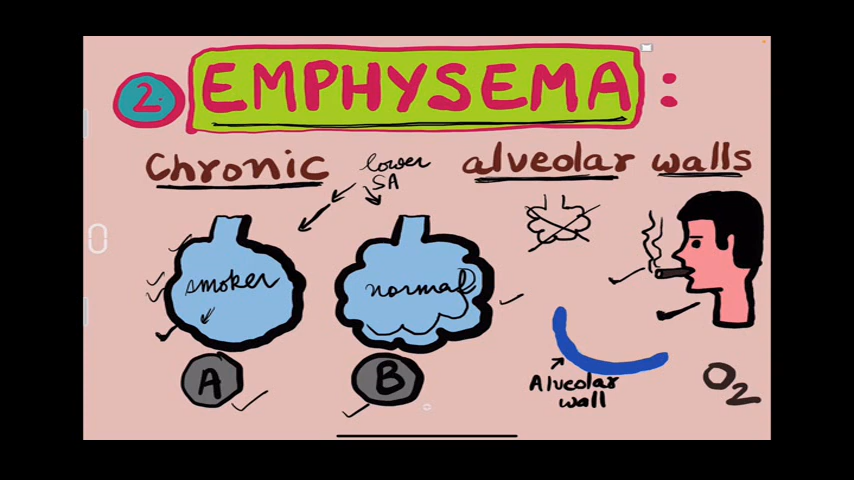 2. EMPHYSEMA :
Chronic lower SA alveolar walls
smoker normal
A B
Alveolar wall
O2